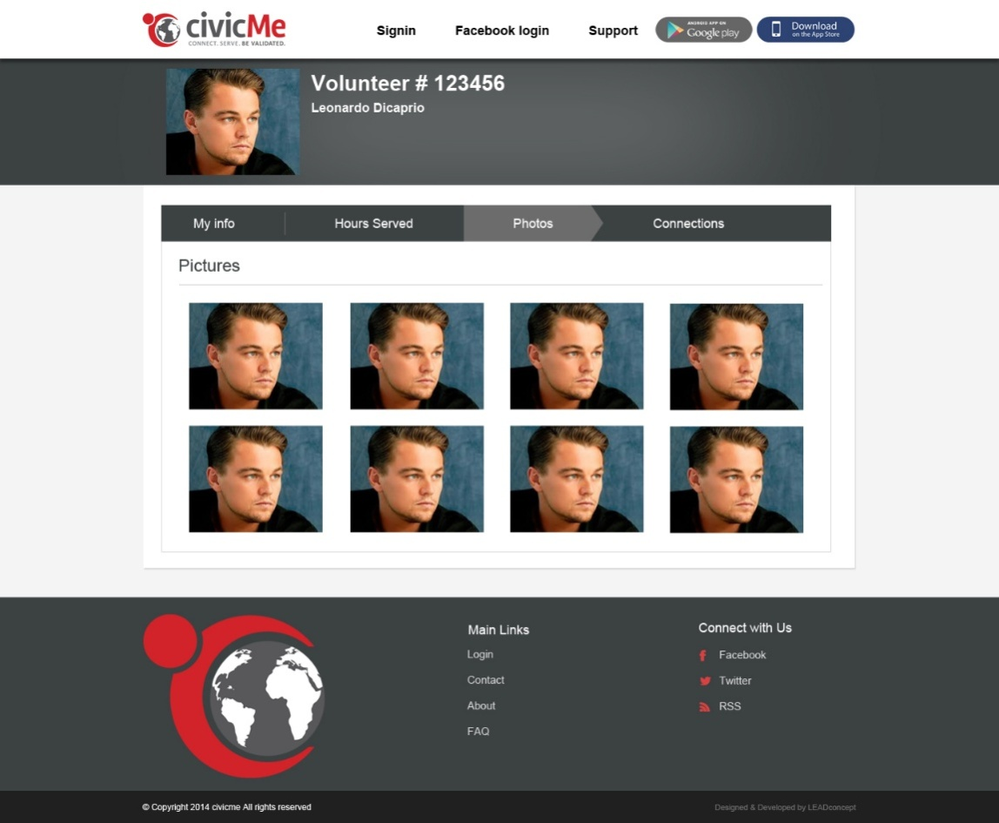 civicMe
CONNECT. SERVE. BE VALIDATED.
Signin
Facebook login
Support
ANDROID APP ON
Google play
Download
on the App Store
Volunteer # 123456
Leonardo Dicaprio
My info
Hours Served
Photos
Connections
Pictures
Main Links
Login
Contact
About
FAQ
Connect with Us
Facebook
Twitter
RSS
© Copyright 2014 civicme All rights reserved
Designed & Developed by LEADconcept